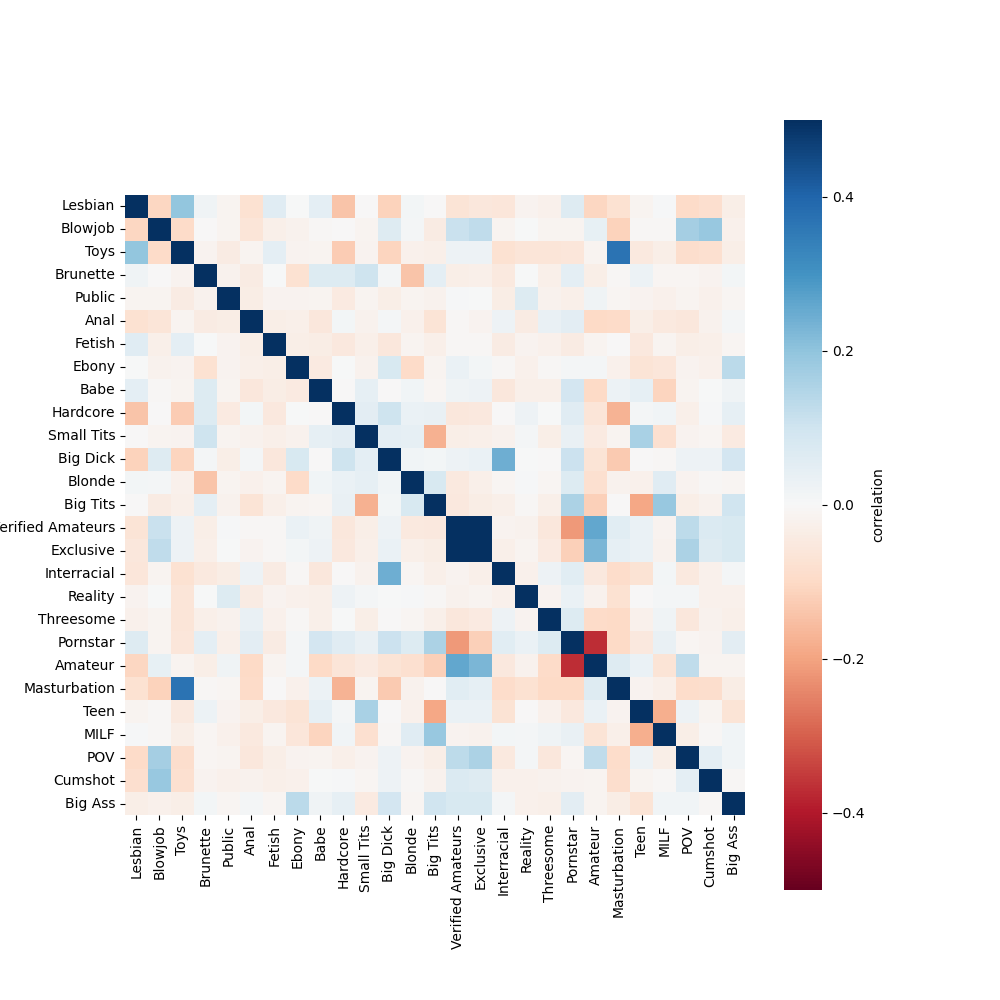 Lesbian
Blowjob
Toys
Brunette
Public
Anal
Fetish
Ebony
Babe
Hardcore
Small Tits
Big Dick
Blonde
Big Tits
erified Amateurs
Exclusive
Interracial
Reality
Threesome
Pornstar
Amateur
Masturbation
Teen
MILF
POV
Cumshot
Big Ass
Lesbian
Blowjob
Toys
Brunette
Public
Anal
Fetish
Ebony
Babe
Hardcore
Small Tits
Big Dick
Blonde
Big Tits
Verified Amateurs
Exclusive
Interracial
Reality
Threesome
Pornstar
Amateur
Masturbation
Teen
MILF
POV
Cumshot
Big Ass
0.4
0.2
0.0
−0.2
−0.4
correlation